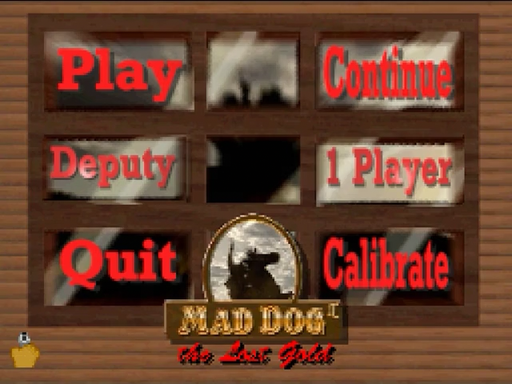 Play
Continue
Deputy
1 Player
Quit
Calibrate
MAD DOG II
the Lost Gold